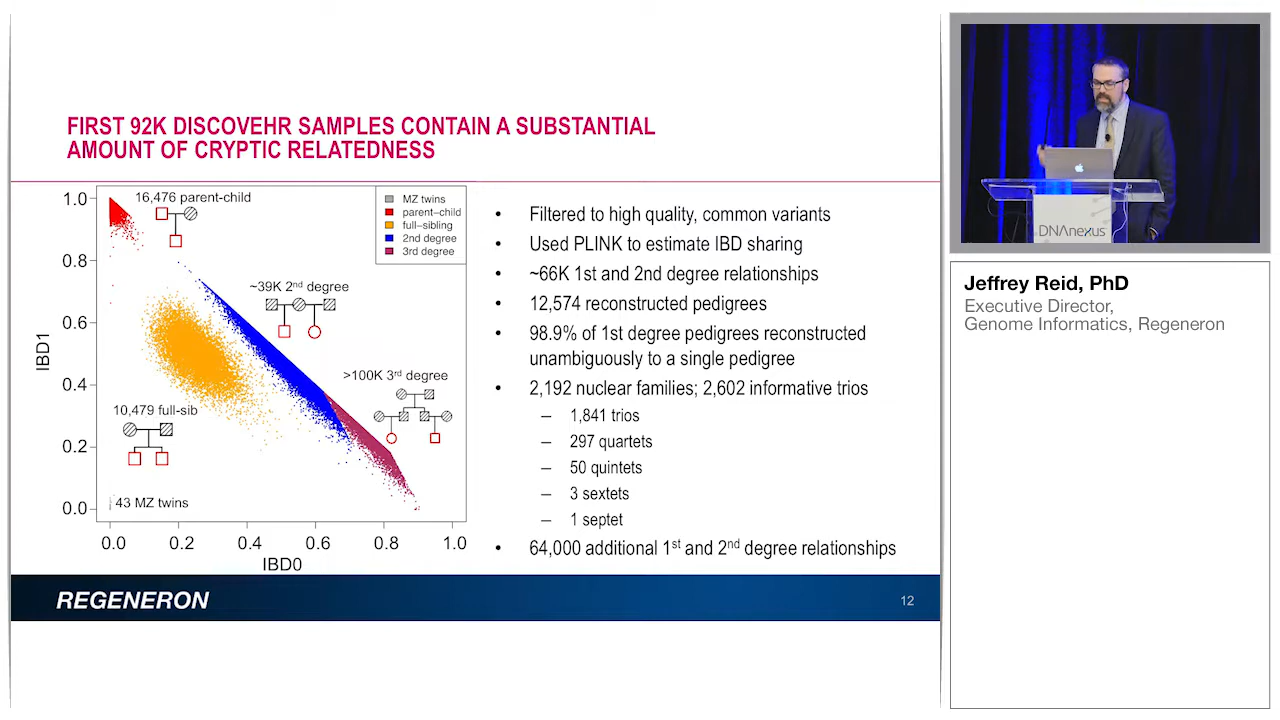 FIRST 92K DISCOVEHR SAMPLES CONTAIN A SUBSTANTIAL
AMOUNT OF CRYPTIC RELATEDNESS
1.0
0.8
0.6
0.4
0.2
0.0
IBD1
0.0 0.2 0.4 0.6 0.8 1.0
IBD0
16,476 parent-child
MZ twins
parent–child
full–sibling
2nd degree
3rd degree
~39K 2nd degree
>100K 3rd degree
10,479 full-sib
43 MZ twins
• Filtered to high quality, common variants
• Used PLINK to estimate IBD sharing
• ~66K 1st and 2nd degree relationships
• 12,574 reconstructed pedigrees
• 98.9% of 1st degree pedigrees reconstructed
unambiguously to a single pedigree
• 2,192 nuclear families; 2,602 informative trios
– 1,841 trios
– 297 quartets
– 50 quintets
– 3 sextets
– 1 septet
• 64,000 additional 1st and 2nd degree relationships
REGENERON
12
DNAnexus
Jeffrey Reid, PhD
Executive Director,
Genome Informatics, Regeneron